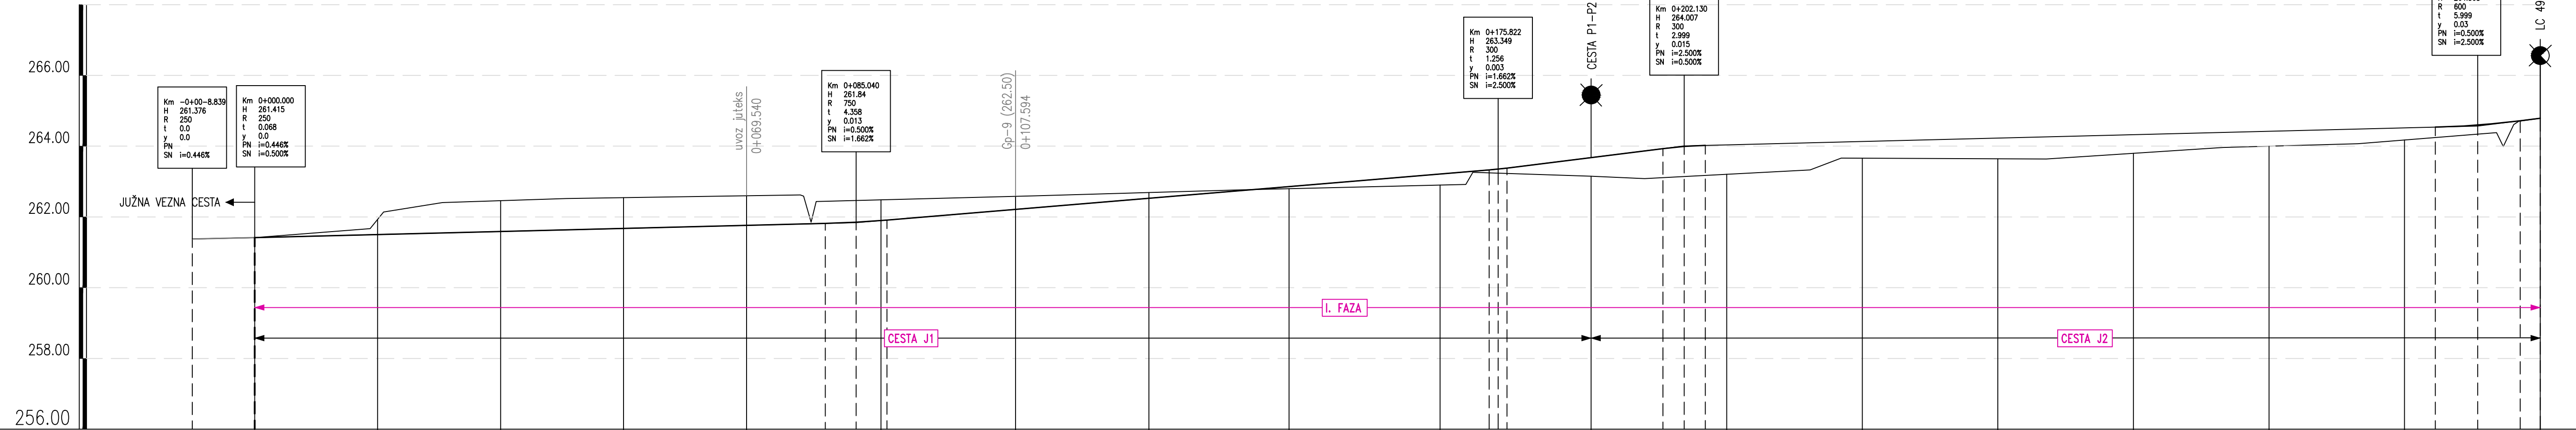 266.00
264.00
262.00
260.00
258.00
256.00
Km -0+00-8.839
H 261.376
R 250
t 0.0
y 0.0
PN
SN i=0.446%
Km 0+000.000
H 261.415
R 250
t 0.068
y 0.0
PN i=0.446%
SN i=0.500%
JUŽNA VEZNA CESTA
uvoz juteks
0+069.540
Km 0+085.040
H 261.84
R 750
t 4.358
y 0.013
PN i=0.500%
SN i=1.662%
Gp-9 (262.50)
0+107.594
Km 0+175.822
H 263.349
R 300
t 1.256
y 0.003
PN i=1.662%
SN i=2.500%
CESTA P1-P2
Km 0+202.130
H 264.007
R 300
t 2.999
y 0.015
PN i=2.500%
SN i=0.500%
R 600
t 5.999
y 0.03
PN i=0.500%
SN i=2.500%
LC 49
I. FAZA
CESTA J1
CESTA J2